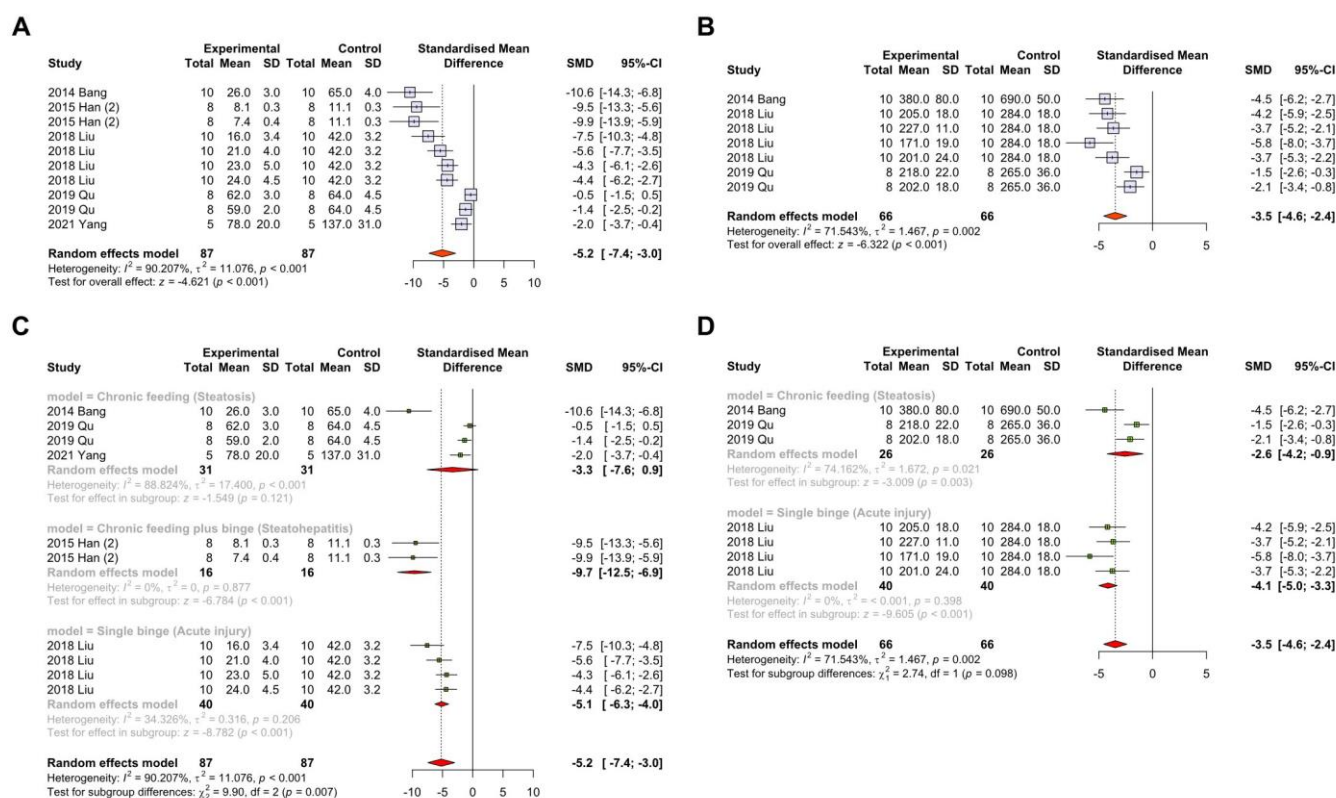 A
Experimental Control Standardised Mean
Study Total Mean SD Total Mean SD Difference SMD 95%-CI
2014 Bang 10 26.0 3.0 10 65.0 4.0 -10.6 [-14.3; -6.8]
2015 Han (2) 8 8.1 0.3 8 11.1 0.3 -9.5 [-13.3; -5.6]
2015 Han (2) 8 7.4 0.4 8 11.1 0.3 -9.9 [-13.9; -5.9]
2018 Liu 10 16.0 3.4 10 42.0 3.2 -7.5 [-10.3; -4.8]
2018 Liu 10 21.0 4.0 10 42.0 3.2 -5.6 [ -7.7; -3.5]
2018 Liu 10 23.0 5.0 10 42.0 3.2 -4.3 [ -6.1; -2.6]
2018 Liu 10 24.0 4.5 10 42.0 3.2 -4.4 [ -6.2; -2.7]
2019 Qu 8 62.0 3.0 8 64.0 4.5 -0.5 [ -1.5; 0.5]
2019 Qu 8 59.0 2.0 8 64.0 4.5 -1.4 [ -2.5; -0.2]
2021 Yang 5 78.0 20.0 5 137.0 31.0 -2.0 [ -3.7; -0.4]
Random effects model 87 87 -5.2 [ -7.4; -3.0]
Heterogeneity: I² = 90.207%, τ² = 11.076, p < 0.001
Test for overall effect: z = -4.621 (p < 0.001)
-10 -5 0 5 10
B
Experimental Control Standardised Mean
Study Total Mean SD Total Mean SD Difference SMD 95%-CI
2014 Bang 10 380.0 80.0 10 690.0 50.0 -4.5 [-6.2; -2.7]
2018 Liu 10 205.0 18.0 10 284.0 18.0 -4.2 [-5.9; -2.5]
2018 Liu 10 227.0 11.0 10 284.0 18.0 -3.7 [-5.2; -2.1]
2018 Liu 10 171.0 19.0 10 284.0 18.0 -5.8 [-8.0; -3.7]
2018 Liu 10 201.0 24.0 10 284.0 18.0 -3.7 [-5.3; -2.2]
2019 Qu 8 218.0 22.0 8 265.0 36.0 -1.5 [-2.6; -0.3]
2019 Qu 8 202.0 18.0 8 265.0 36.0 -2.1 [-3.4; -0.8]
Random effects model 66 66 -3.5 [-4.6; -2.4]
Heterogeneity: I² = 71.543%, τ² = 1.467, p = 0.002
Test for overall effect: z = -6.322 (p < 0.001)
-5 0 5
C
Experimental Control Standardised Mean
Study Total Mean SD Total Mean SD Difference SMD 95%-CI
model = Chronic feeding (Steatosis)
2014 Bang 10 26.0 3.0 10 65.0 4.0 -10.6 [-14.3; -6.8]
2019 Qu 8 62.0 3.0 8 64.0 4.5 -0.5 [ -1.5; 0.5]
2019 Qu 8 59.0 2.0 8 64.0 4.5 -1.4 [ -2.5; -0.2]
2021 Yang 5 78.0 20.0 5 137.0 31.0 -2.0 [ -3.7; -0.4]
Random effects model 31 31 -3.3 [ -7.6; 0.9]
Heterogeneity: I² = 88.824%, τ² = 17.400, p < 0.001
Test for effect in subgroup: z = -1.549 (p = 0.121)
model = Chronic feeding plus binge (Steatohepatitis)
2015 Han (2) 8 8.1 0.3 8 11.1 0.3 -9.5 [-13.3; -5.6]
2015 Han (2) 8 7.4 0.4 8 11.1 0.3 -9.9 [-13.9; -5.9]
Random effects model 16 16 -9.7 [-12.5; -6.9]
Heterogeneity: I² = 0%, τ² = 0, p = 0.877
Test for effect in subgroup: z = -6.784 (p < 0.001)
model = Single binge (Acute injury)
2018 Liu 10 16.0 3.4 10 42.0 3.2 -7.5 [-10.3; -4.8]
2018 Liu 10 21.0 4.0 10 42.0 3.2 -5.6 [ -7.7; -3.5]
2018 Liu 10 23.0 5.0 10 42.0 3.2 -4.3 [ -6.1; -2.6]
2018 Liu 10 24.0 4.5 10 42.0 3.2 -4.4 [ -6.2; -2.7]
Random effects model 40 40 -5.1 [ -6.3; -4.0]
Heterogeneity: I² = 34.326%, τ² = 0.316, p = 0.206
Test for effect in subgroup: z = -8.782 (p < 0.001)
Random effects model 87 87 -5.2 [ -7.4; -3.0]
Heterogeneity: I² = 90.207%, τ² = 11.076, p < 0.001
Test for subgroup differences: χ²₂ = 9.90, df = 2 (p = 0.007)
-10 -5 0 5 10
D
Experimental Control Standardised Mean
Study Total Mean SD Total Mean SD Difference SMD 95%-CI
model = Chronic feeding (Steatosis)
2014 Bang 10 380.0 80.0 10 690.0 50.0 -4.5 [-6.2; -2.7]
2019 Qu 8 218.0 22.0 8 265.0 36.0 -1.5 [-2.6; -0.3]
2019 Qu 8 202.0 18.0 8 265.0 36.0 -2.1 [-3.4; -0.8]
Random effects model 26 26 -2.6 [-4.2; -0.9]
Heterogeneity: I² = 74.162%, τ² = 1.672, p = 0.021
Test for effect in subgroup: z = -3.009 (p = 0.003)
model = Single binge (Acute injury)
2018 Liu 10 205.0 18.0 10 284.0 18.0 -4.2 [-5.9; -2.5]
2018 Liu 10 227.0 11.0 10 284.0 18.0 -3.7 [-5.2; -2.1]
2018 Liu 10 171.0 19.0 10 284.0 18.0 -5.8 [-8.0; -3.7]
2018 Liu 10 201.0 24.0 10 284.0 18.0 -3.7 [-5.3; -2.2]
Random effects model 40 40 -4.1 [-5.0; -3.3]
Heterogeneity: I² = 0%, τ² = < 0.001, p = 0.398
Test for effect in subgroup: z = -9.605 (p < 0.001)
Random effects model 66 66 -3.5 [-4.6; -2.4]
Heterogeneity: I² = 71.543%, τ² = 1.467, p = 0.002
Test for subgroup differences: χ²₁ = 2.74, df = 1 (p = 0.098)
-5 0 5